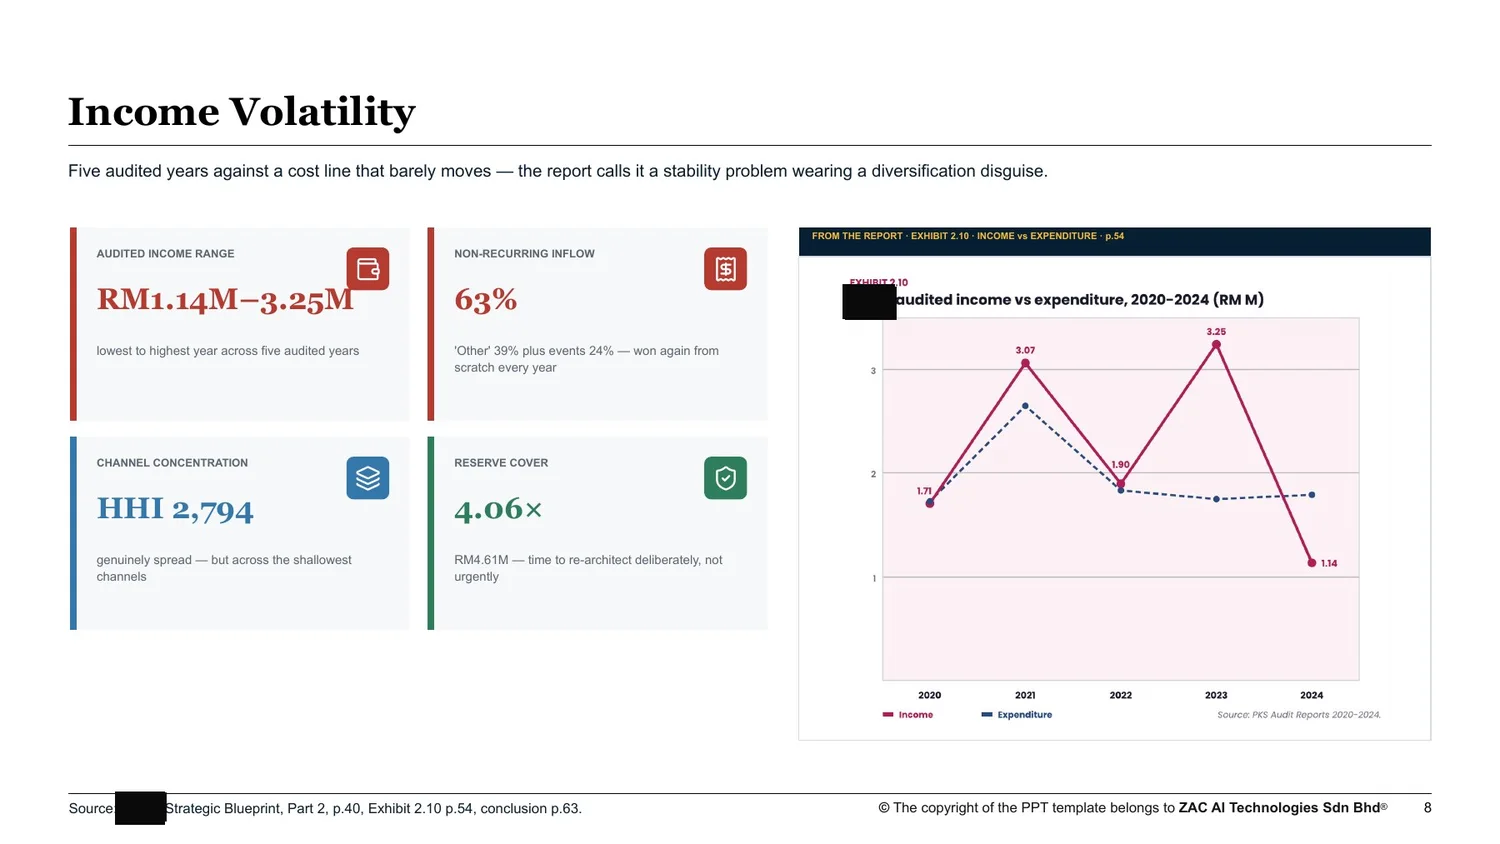 Income Volatility
Five audited years against a cost line that barely moves — the report calls it a stability problem wearing a diversification disguise.
AUDITED INCOME RANGE
RM1.14M–3.25M
lowest to highest year across five audited years
NON-RECURRING INFLOW
63%
'Other' 39% plus events 24% — won again from
scratch every year
CHANNEL CONCENTRATION
HHI 2,794
genuinely spread — but across the shallowest
channels
RESERVE COVER
4.06×
RM4.61M — time to re-architect deliberately, not
urgently
FROM THE REPORT · EXHIBIT 2.10 · INCOME vs EXPENDITURE · p.54
EXHIBIT 2.10
audited income vs expenditure, 2020-2024 (RM M)
3.25
3.07
3
2
1.90
1.71
1.14
1
2020 2021 2022 2023 2024
Income Expenditure
Source: PKS Audit Reports 2020-2024.
Source: Strategic Blueprint, Part 2, p.40, Exhibit 2.10 p.54, conclusion p.63.
© The copyright of the PPT template belongs to ZAC AI Technologies Sdn Bhd®
8